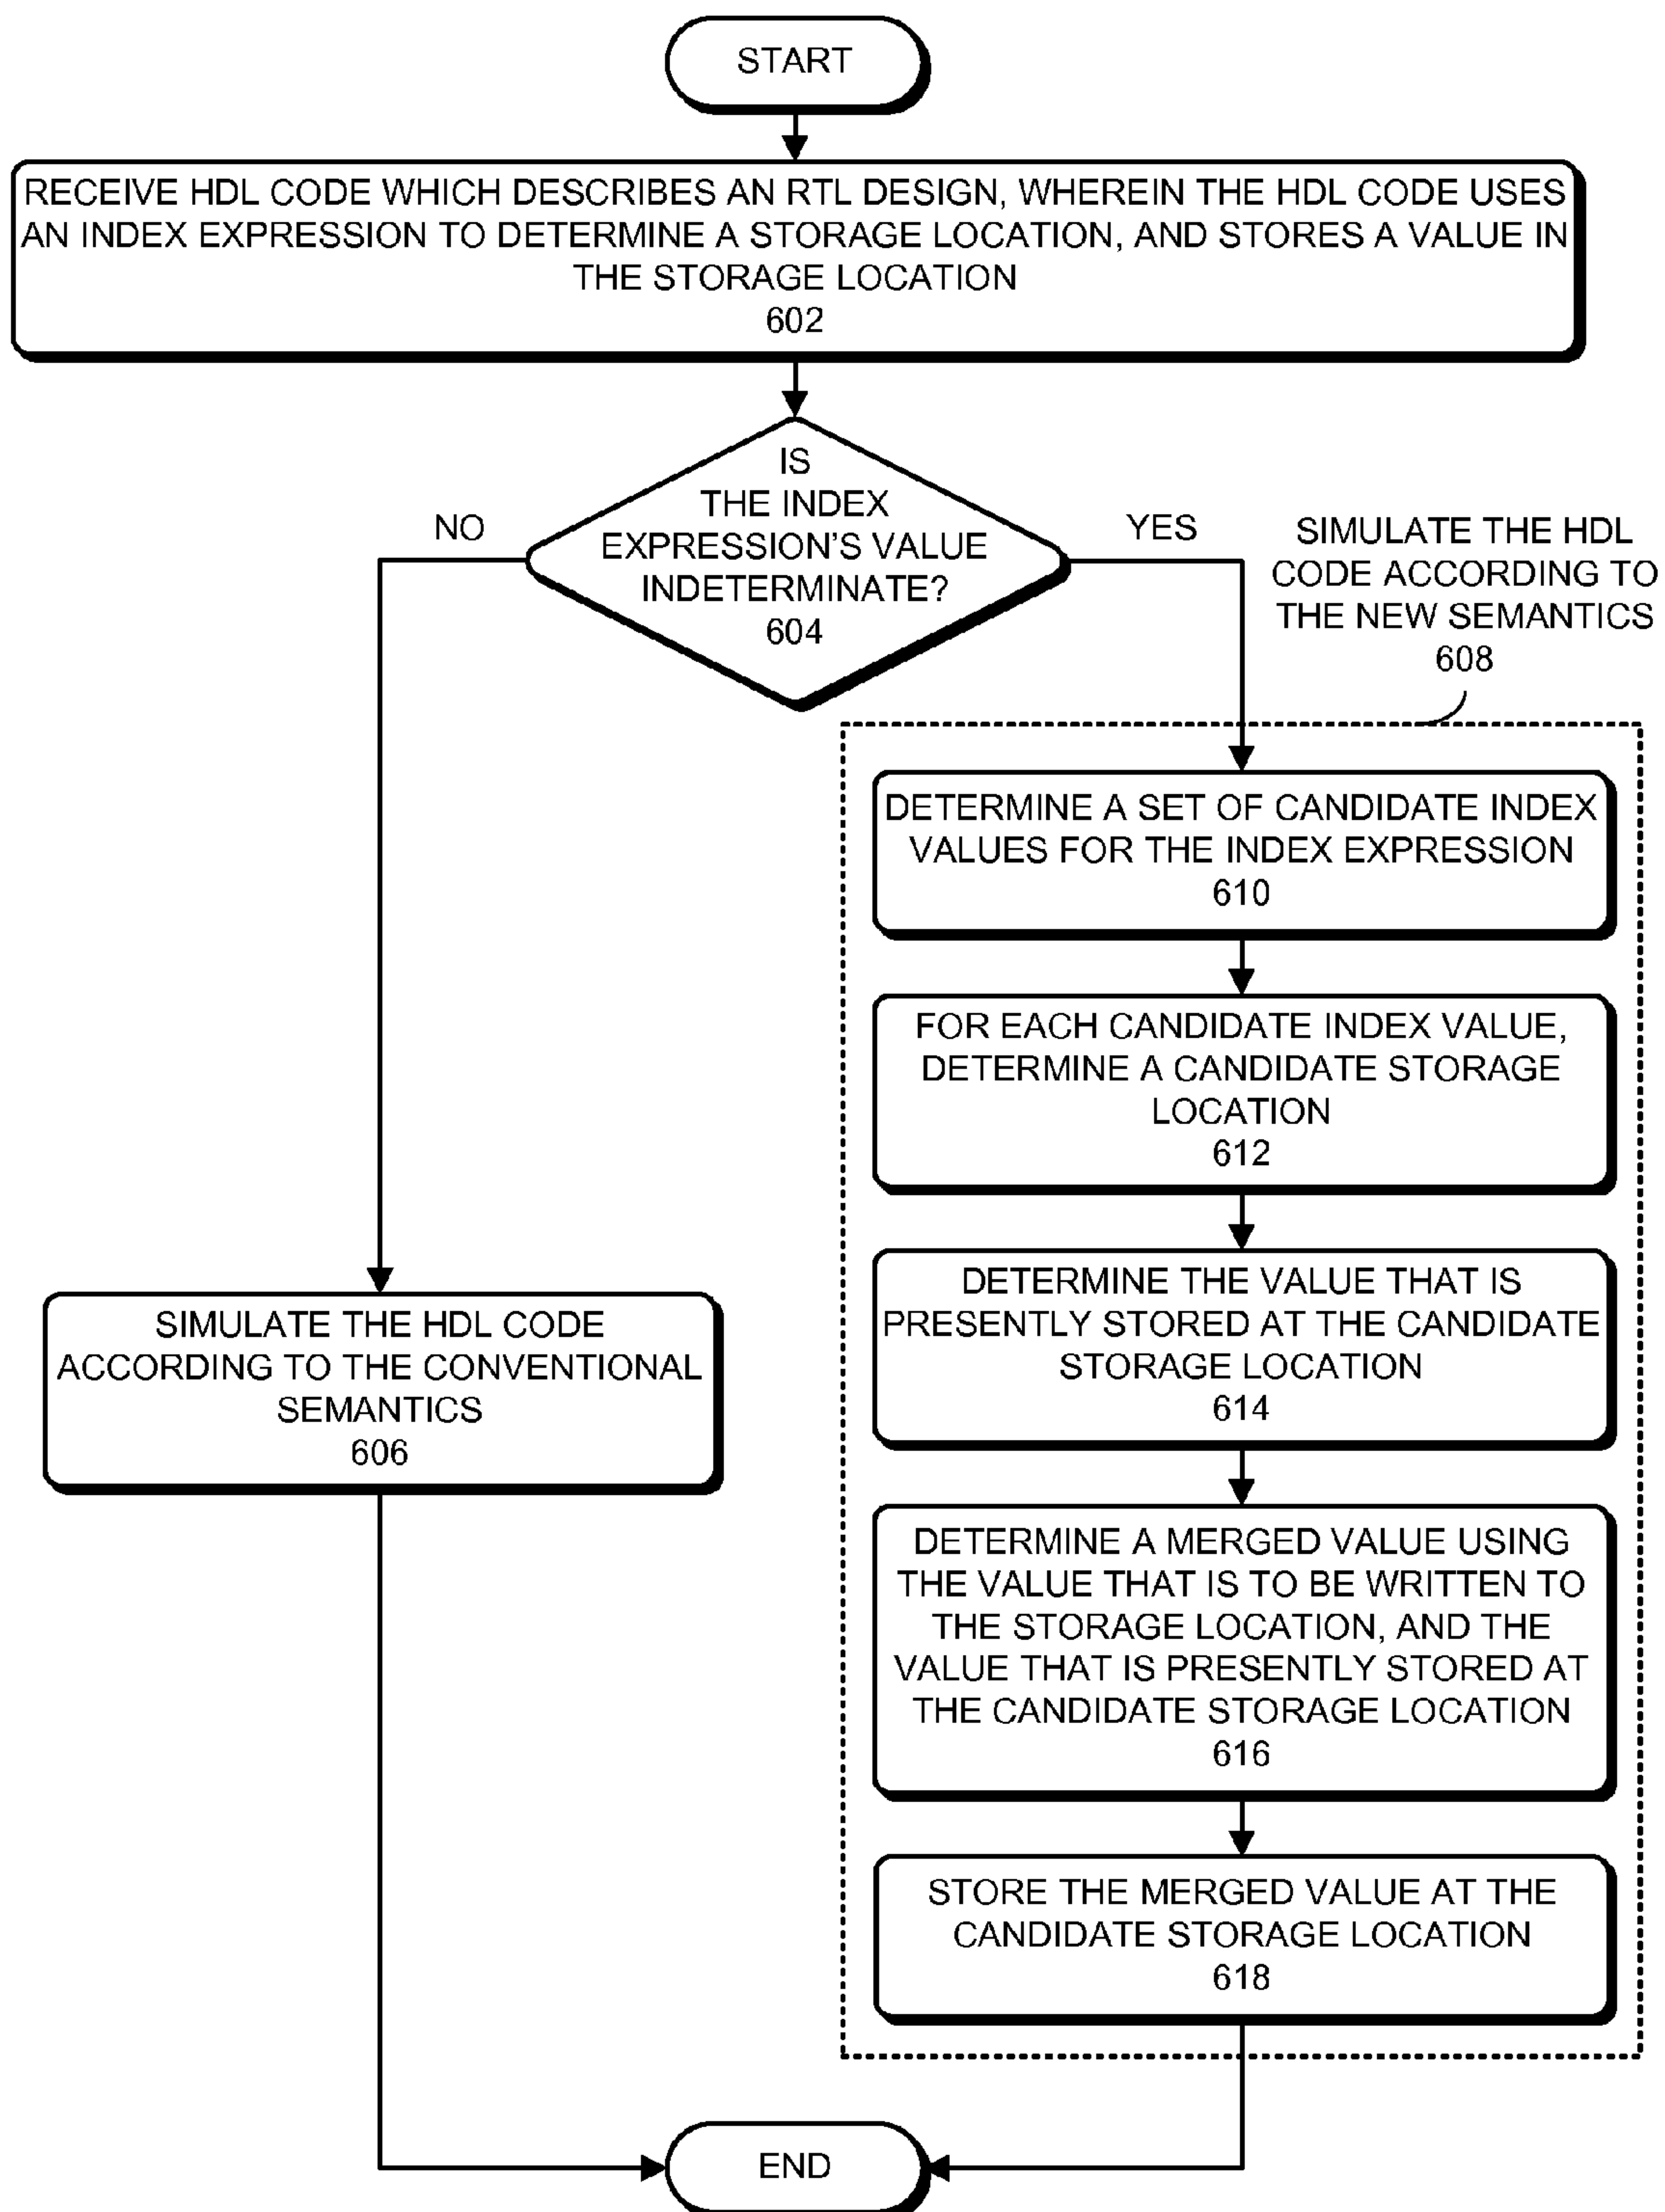 START
RECEIVE HDL CODE WHICH DESCRIBES AN RTL DESIGN, WHEREIN THE HDL CODE USES
AN INDEX EXPRESSION TO DETERMINE A STORAGE LOCATION, AND STORES A VALUE IN
THE STORAGE LOCATION
602
IS
THE INDEX
EXPRESSION'S VALUE
INDETERMINATE?
604
NO
YES
SIMULATE THE HDL
CODE ACCORDING TO
THE NEW SEMANTICS
608
DETERMINE A SET OF CANDIDATE INDEX
VALUES FOR THE INDEX EXPRESSION
610
FOR EACH CANDIDATE INDEX VALUE,
DETERMINE A CANDIDATE STORAGE
LOCATION
612
DETERMINE THE VALUE THAT IS
PRESENTLY STORED AT THE CANDIDATE
STORAGE LOCATION
614
SIMULATE THE HDL CODE
ACCORDING TO THE CONVENTIONAL
SEMANTICS
606
DETERMINE A MERGED VALUE USING
THE VALUE THAT IS TO BE WRITTEN TO
THE STORAGE LOCATION, AND THE
VALUE THAT IS PRESENTLY STORED AT
THE CANDIDATE STORAGE LOCATION
616
STORE THE MERGED VALUE AT THE
CANDIDATE STORAGE LOCATION
618
END